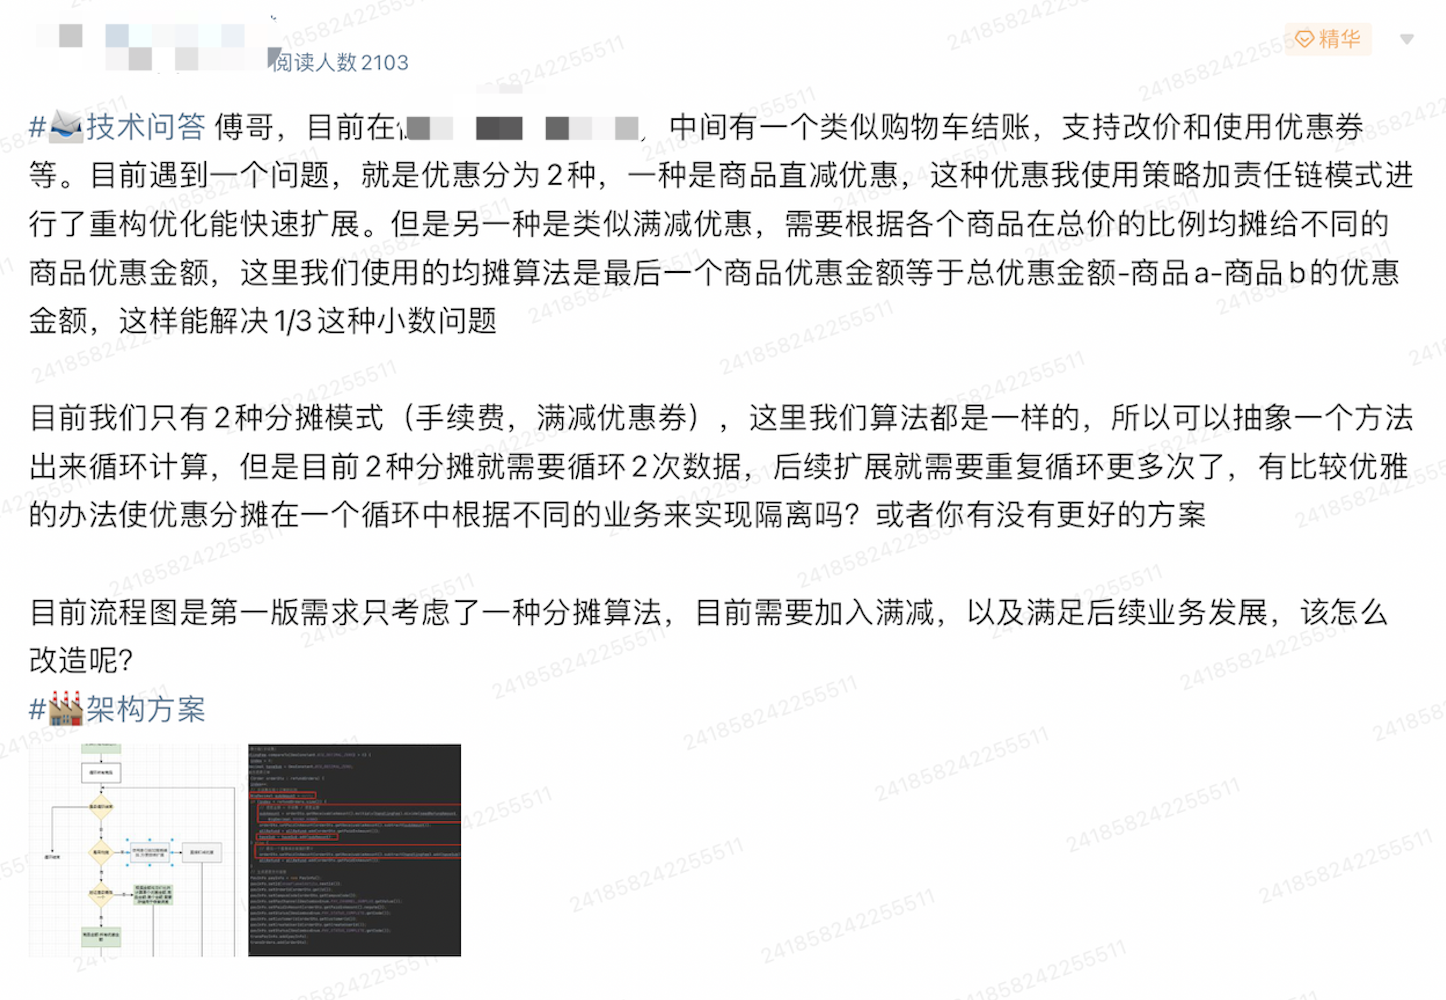 阅读人数2103
精华
#📨技术问答 傅哥，目前在 中间有一个类似购物车结账，支持改价和使用优惠券
等。目前遇到一个问题，就是优惠分为2种，一种是商品直减优惠，这种优惠我使用策略加责任链模式进
行了重构优化能快速扩展。但是另一种是类似满减优惠，需要根据各个商品在总价的比例均摊给不同的
商品优惠金额，这里我们使用的均摊算法是最后一个商品优惠金额等于总优惠金额-商品a-商品b的优惠
金额，这样能解决1/3这种小数问题
目前我们只有2种分摊模式（手续费，满减优惠券），这里我们算法都是一样的，所以可以抽象一个方法
出来循环计算，但是目前2种分摊就需要循环2次数据，后续扩展就需要重复循环更多次了，有比较优雅
的办法使优惠分摊在一个循环中根据不同的业务来实现隔离吗？或者你有没有更好的方案
目前流程图是第一版需求只考虑了一种分摊算法，目前需要加入满减，以及满足后续业务发展，该怎么
改造呢？
#🏭架构方案
241858242255511